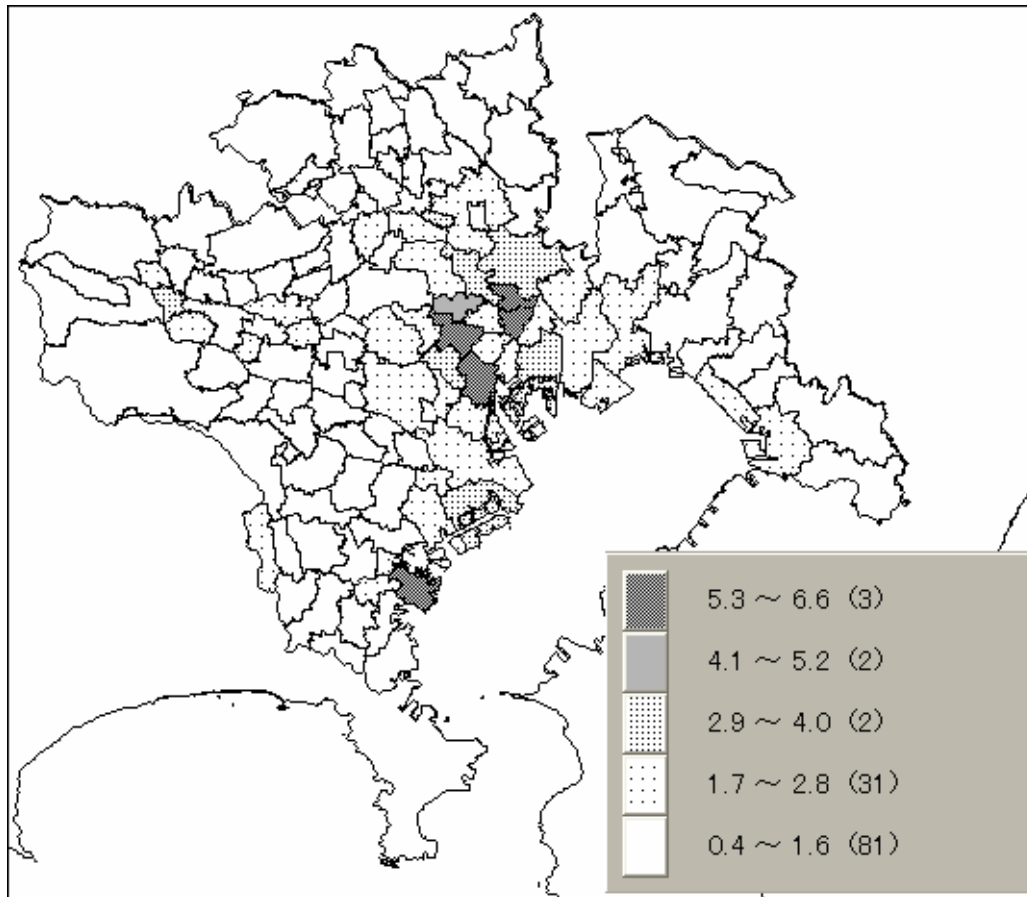 5.3 ～ 6.6 (3)
4.1 ～ 5.2 (2)
2.9 ～ 4.0 (2)
1.7 ～ 2.8 (31)
0.4 ～ 1.6 (81)